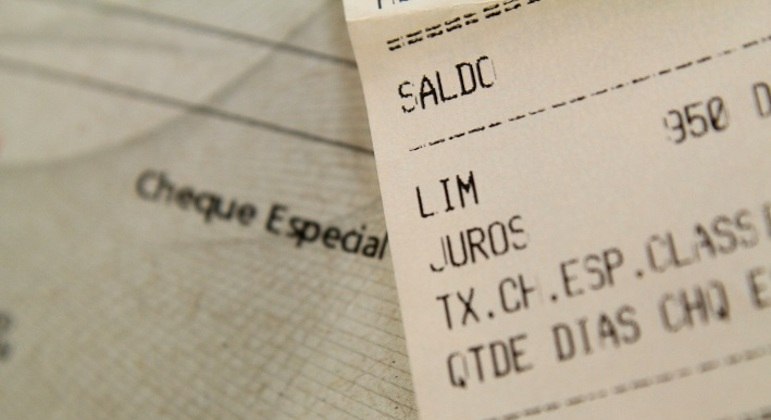 Cheque Especial
SALDO
950 D
LIM
JUROS
TX.CH.ESP.CLASS
QTDE DIAS CHQ E